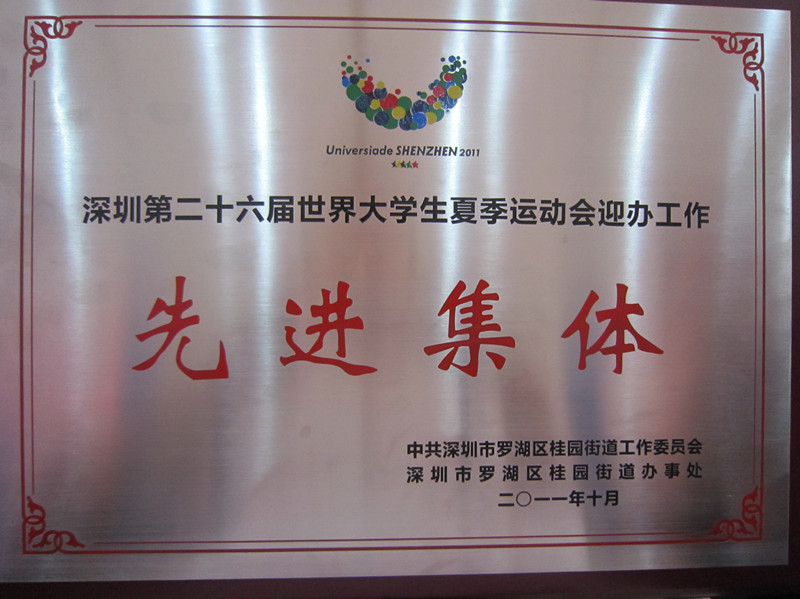 Universiade SHENZHEN 2011
深圳第二十六届世界大学生夏季运动会迎办工作
先进集体
中共深圳市罗湖区桂园街道工作委员会
深圳市罗湖区桂园街道办事处
二〇一一年十月